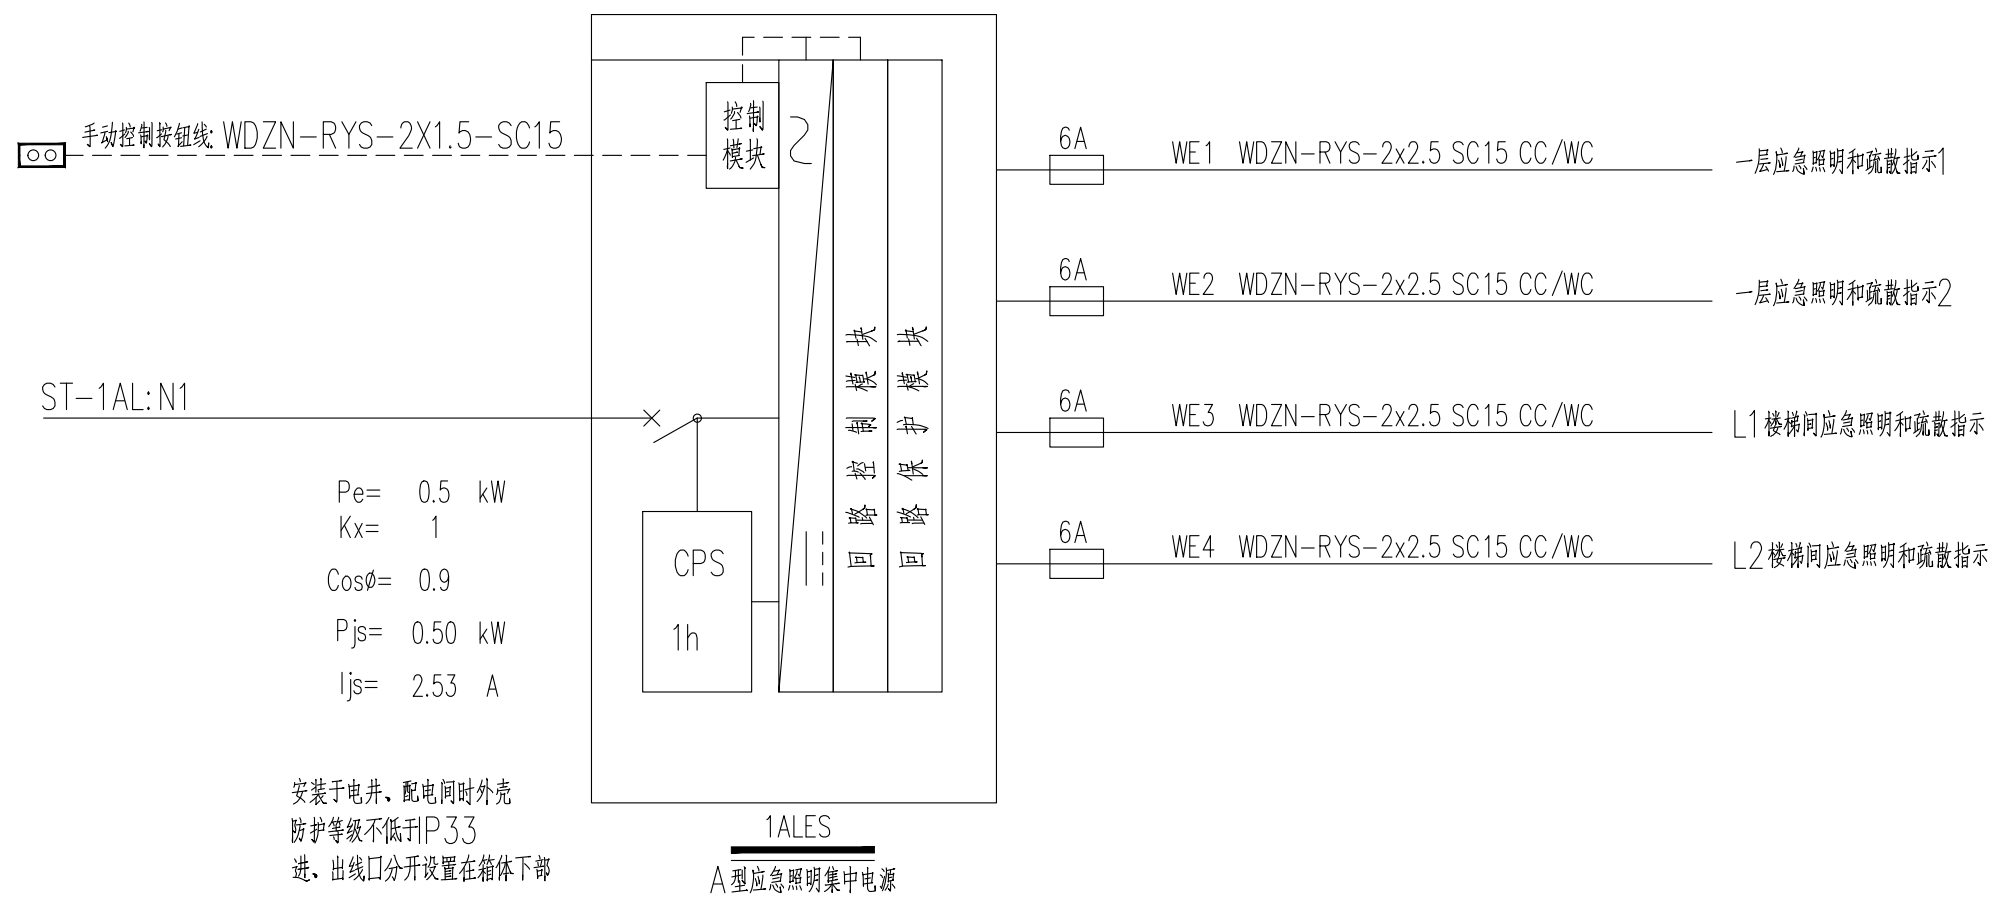 手动控制按钮线: WDZN-RYS-2X1.5-SC15
控制
模块
ST-1AL: N1
Pe= 0.5 kW
Kx= 1
Cosø= 0.9
Pjs= 0.50 kW
Ijs= 2.53 A
CPS
1h
回路控制模块
回路保护模块
6A WE1 WDZN-RYS-2x2.5 SC15 CC/WC 一层应急照明和疏散指示1
6A WE2 WDZN-RYS-2x2.5 SC15 CC/WC 一层应急照明和疏散指示2
6A WE3 WDZN-RYS-2x2.5 SC15 CC/WC L1楼梯间应急照明和疏散指示
6A WE4 WDZN-RYS-2x2.5 SC15 CC/WC L2楼梯间应急照明和疏散指示
安装于电井、配电间时外壳
防护等级不低于IP33
进、出线口分开设置在箱体下部
1ALES
A型应急照明集中电源